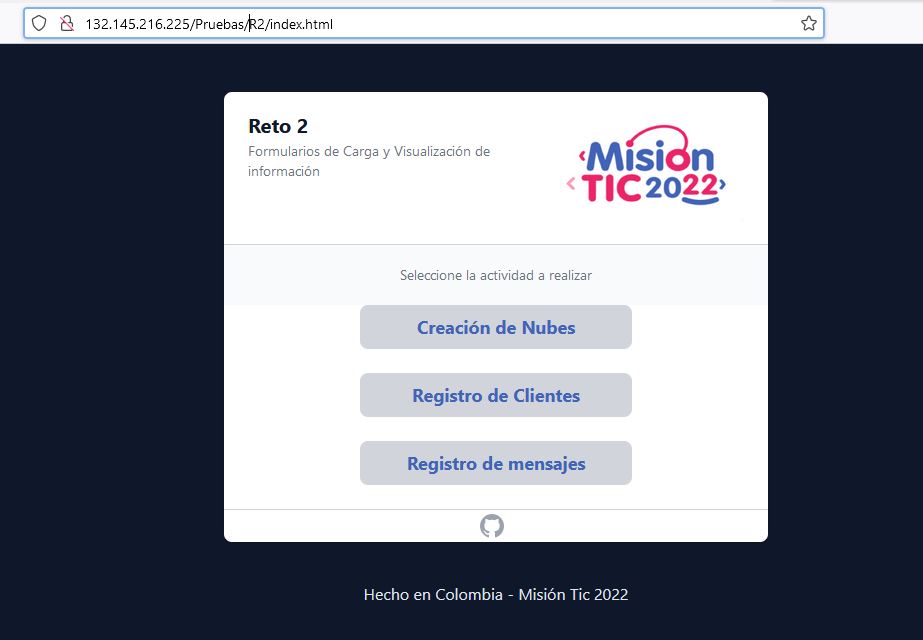 132.145.216.225/Pruebas/R2/index.html
Reto 2
Formularios de Carga y Visualización de
información
Misión
TIC 2022
Seleccione la actividad a realizar
Creación de Nubes
Registro de Clientes
Registro de mensajes
Hecho en Colombia - Misión Tic 2022